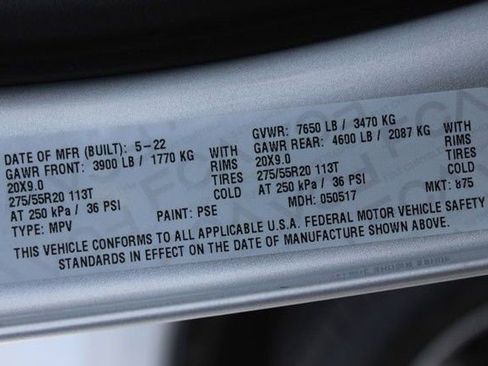 DATE OF MFR (BUILT): 5-22 GVWR: 7650 LB / 3470 KG
GAWR FRONT: 3900 LB / 1770 KG WITH GAWR REAR: 4600 LB / 2087 KG WITH
20X9.0 RIMS 20X9.0 RIMS
275/55R20 113T TIRES 275/55R20 113T TIRES
AT 250 kPa / 36 PSI COLD AT 250 kPa / 36 PSI COLD
TYPE: MPV PAINT: PSE MDH: 050517 MKT: 875
THIS VEHICLE CONFORMS TO ALL APPLICABLE U.S.A. FEDERAL MOTOR VEHICLE SAFETY
STANDARDS IN EFFECT ON THE DATE OF MANUFACTURE SHOWN ABOVE.